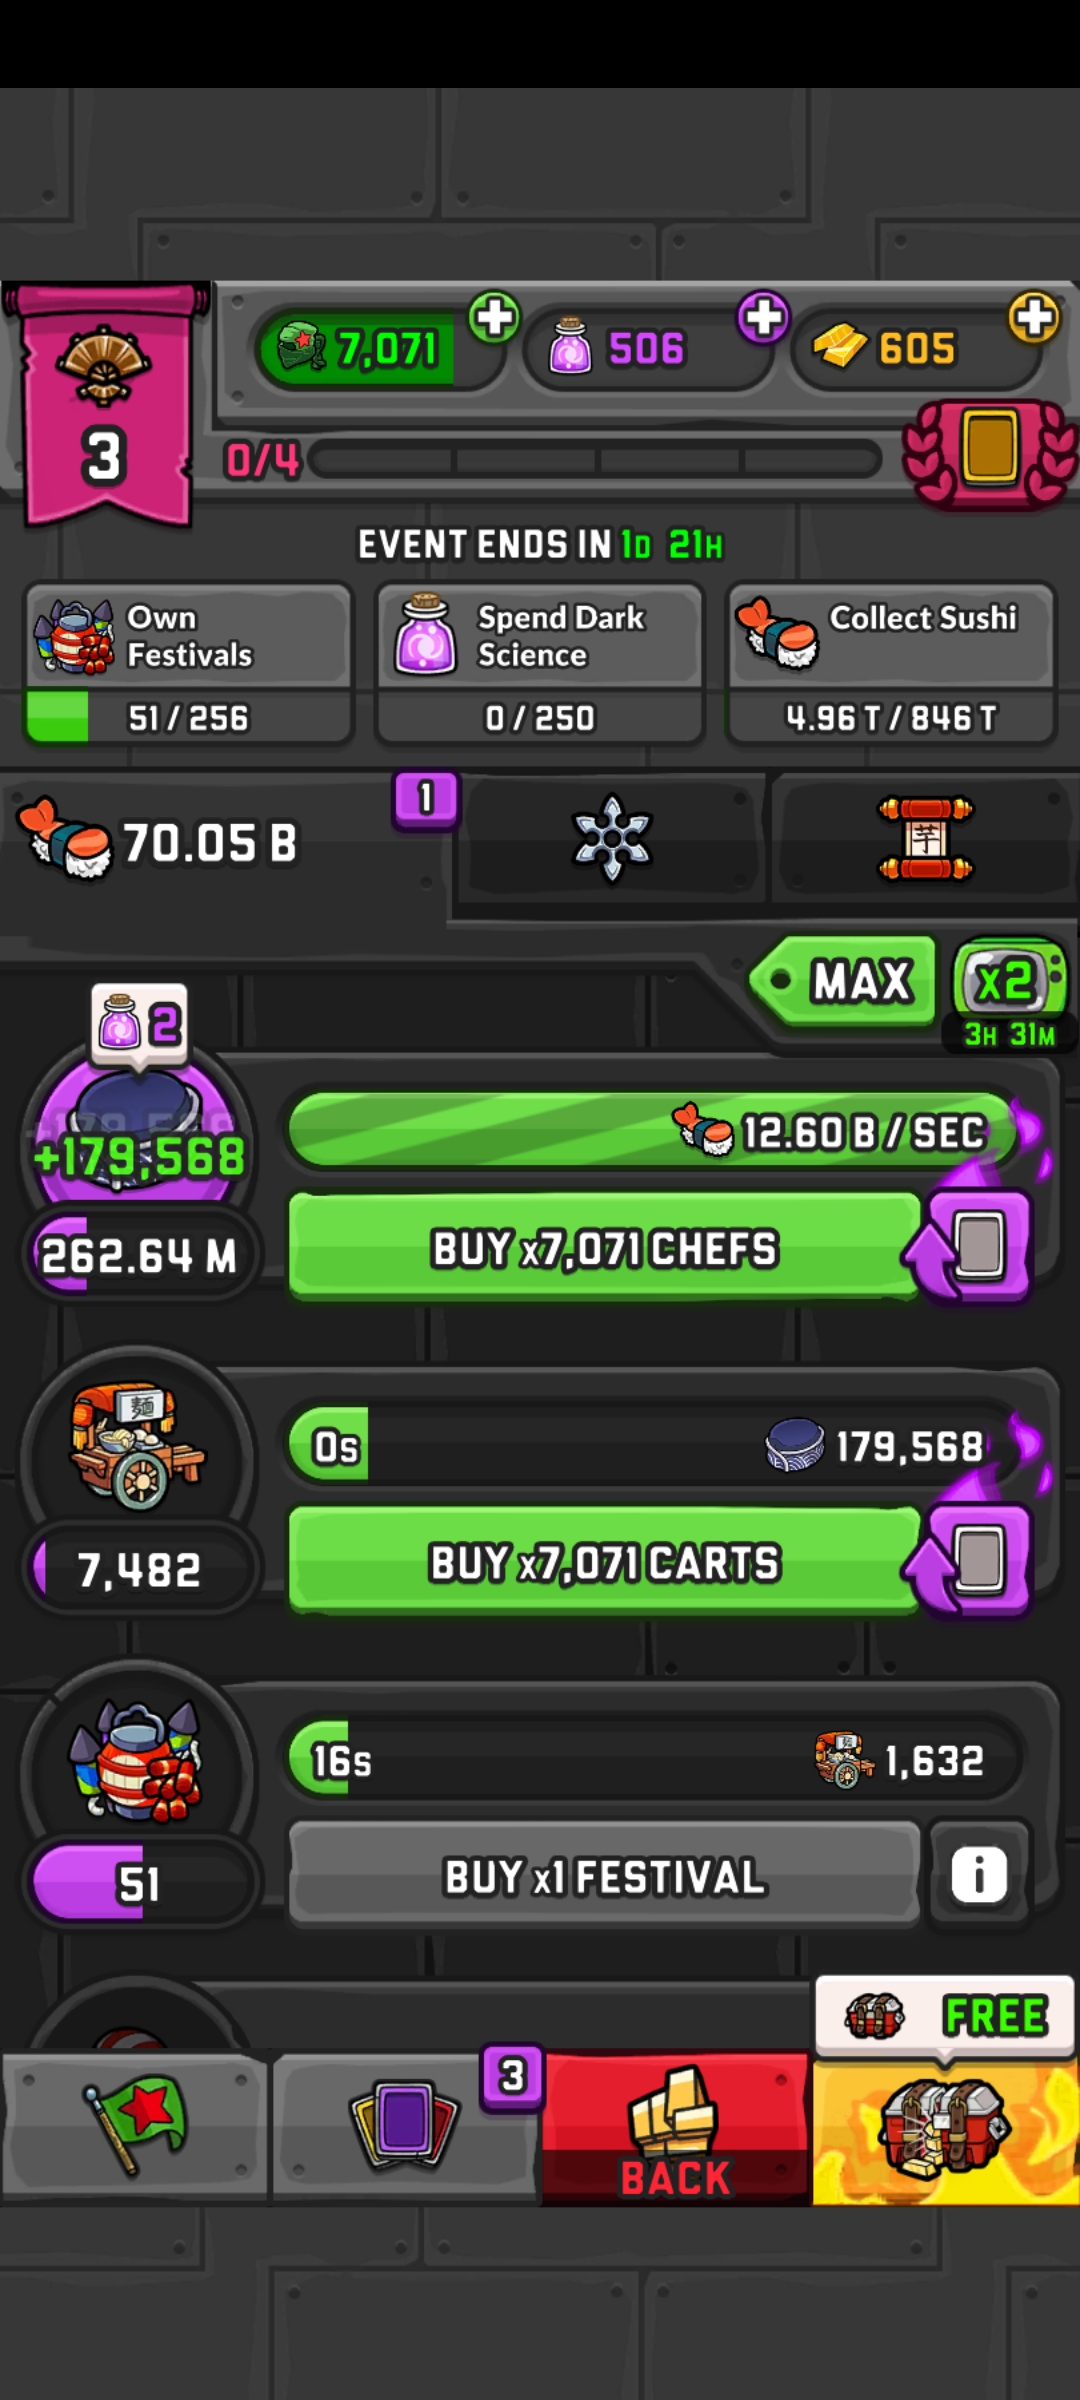 7,071
506
605
3
0/4
EVENT ENDS IN 1D 21H
Own
Festivals
51 / 256
Spend Dark
Science
0 / 250
Collect Sushi
4.96 T / 846 T
70.05 B
1
芋
MAX
x2
3H 31M
2
+179,568
12.60 B / SEC
262.64 M
BUY x7,071 CHEFS
麺
0s
179,568
7,482
BUY x7,071 CARTS
16s
1,632
51
BUY x1 FESTIVAL
i
FREE
3
BACK